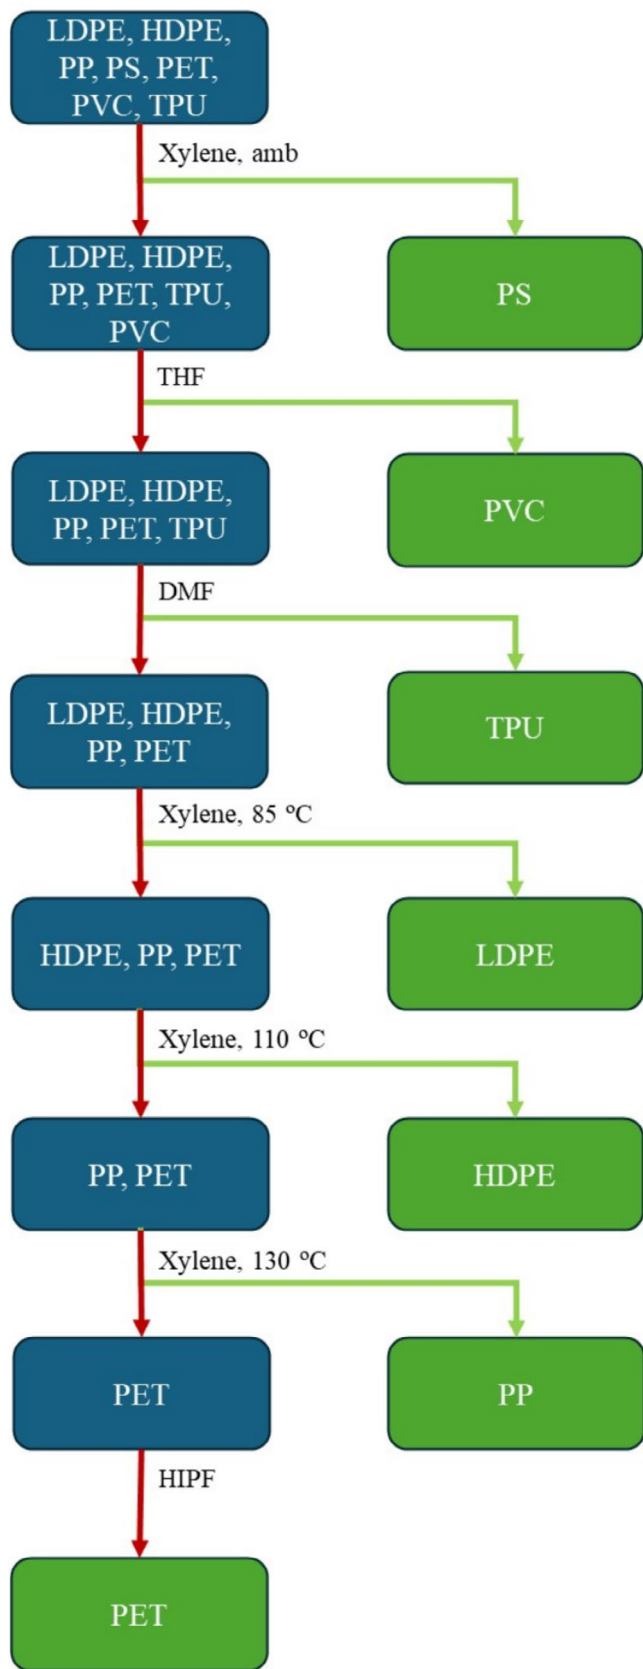 LDPE, HDPE,
PP, PS, PET,
PVC, TPU
Xylene, amb
LDPE, HDPE,
PP, PET, TPU,
PVC
PS
THF
LDPE, HDPE,
PP, PET, TPU
PVC
DMF
LDPE, HDPE,
PP, PET
TPU
Xylene, 85 ºC
HDPE, PP, PET
LDPE
Xylene, 110 ºC
PP, PET
HDPE
Xylene, 130 ºC
PET
PP
HIPF
PET